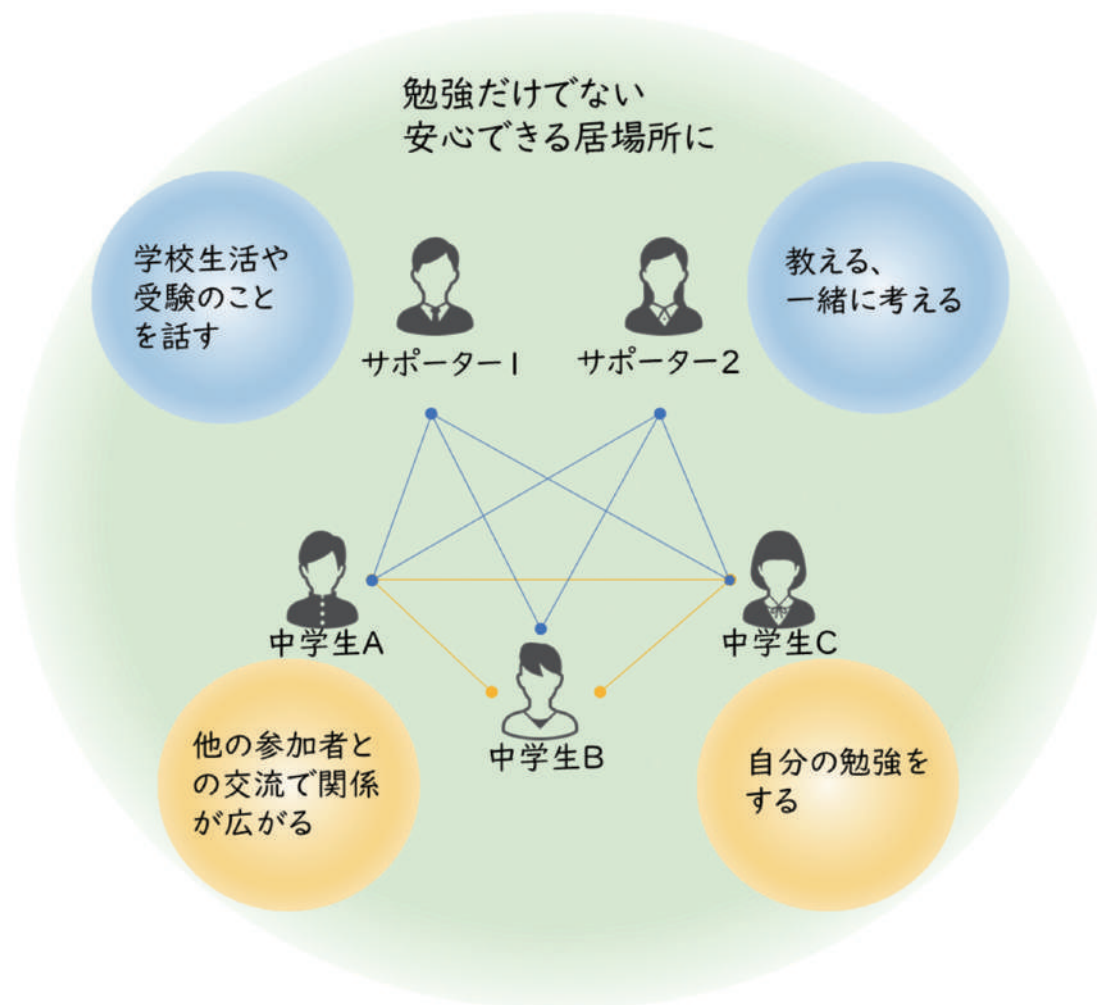 勉強だけでない
安心できる居場所に
学校生活や
受験のこと
を話す
教える、
一緒に考える
サポーター1
サポーター2
中学生A
中学生C
中学生B
他の参加者と
の交流で関係
が広がる
自分の勉強を
する